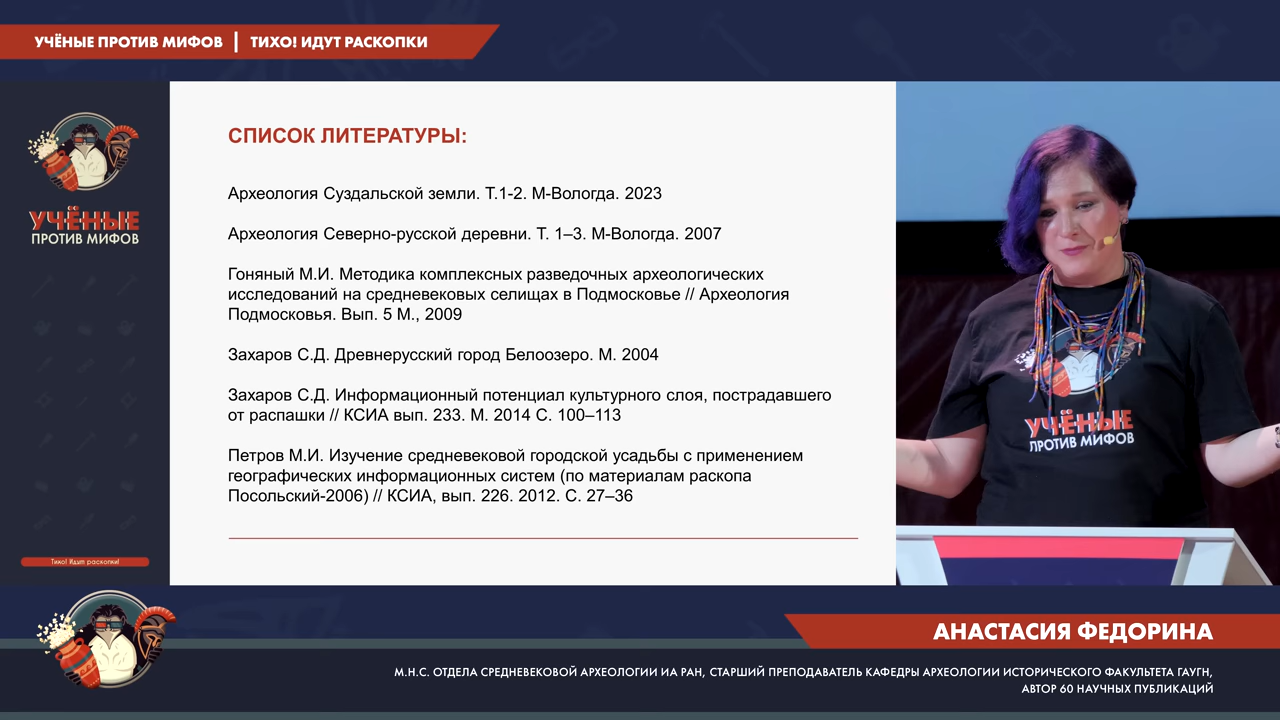 УЧЁНЫЕ ПРОТИВ МИФОВ | ТИХО! ИДУТ РАСКОПКИ
УЧЁНЫЕ
ПРОТИВ МИФОВ
Тихо! Идут раскопки!
СПИСОК ЛИТЕРАТУРЫ:
Археология Суздальской земли. Т.1-2. М-Вологда. 2023
Археология Северно-русской деревни. Т. 1–3. М-Вологда. 2007
Гоняный М.И. Методика комплексных разведочных археологических
исследований на средневековых селищах в Подмосковье // Археология
Подмосковья. Вып. 5 М., 2009
Захаров С.Д. Древнерусский город Белоозеро. М. 2004
Захаров С.Д. Информационный потенциал культурного слоя, пострадавшего
от распашки // КСИА вып. 233. М. 2014 С. 100–113
Петров М.И. Изучение средневековой городской усадьбы с применением
географических информационных систем (по материалам раскопа
Посольский-2006) // КСИА, вып. 226. 2012. С. 27–36
УЧЁНЫЕ
ПРОТИВ МИФОВ
АНАСТАСИЯ ФЕДОРИНА
М.Н.С. ОТДЕЛА СРЕДНЕВЕКОВОЙ АРХЕОЛОГИИ ИА РАН, СТАРШИЙ ПРЕПОДАВАТЕЛЬ КАФЕДРЫ АРХЕОЛОГИИ ИСТОРИЧЕСКОГО ФАКУЛЬТЕТА ГАУГН,
АВТОР 60 НАУЧНЫХ ПУБЛИКАЦИЙ